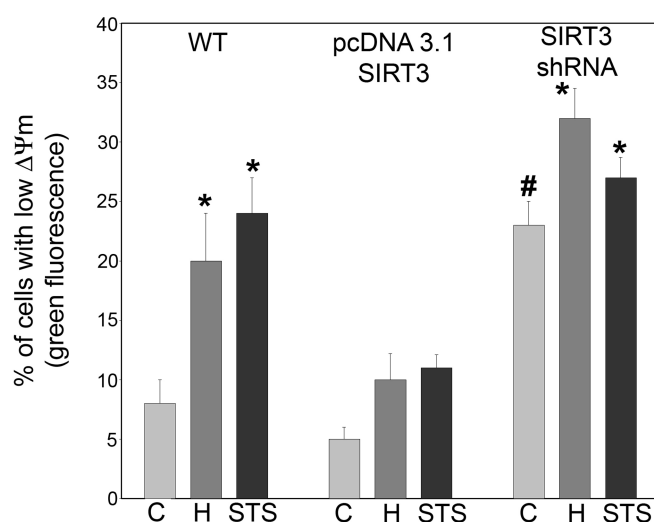 % of cells with low ΔΨm
(green fluorescence)
40
35
30
25
20
15
10
5
0
WT
pcDNA 3.1
SIRT3
SIRT3
shRNA
*
*
#
*
*
C H STS
C H STS
C H STS